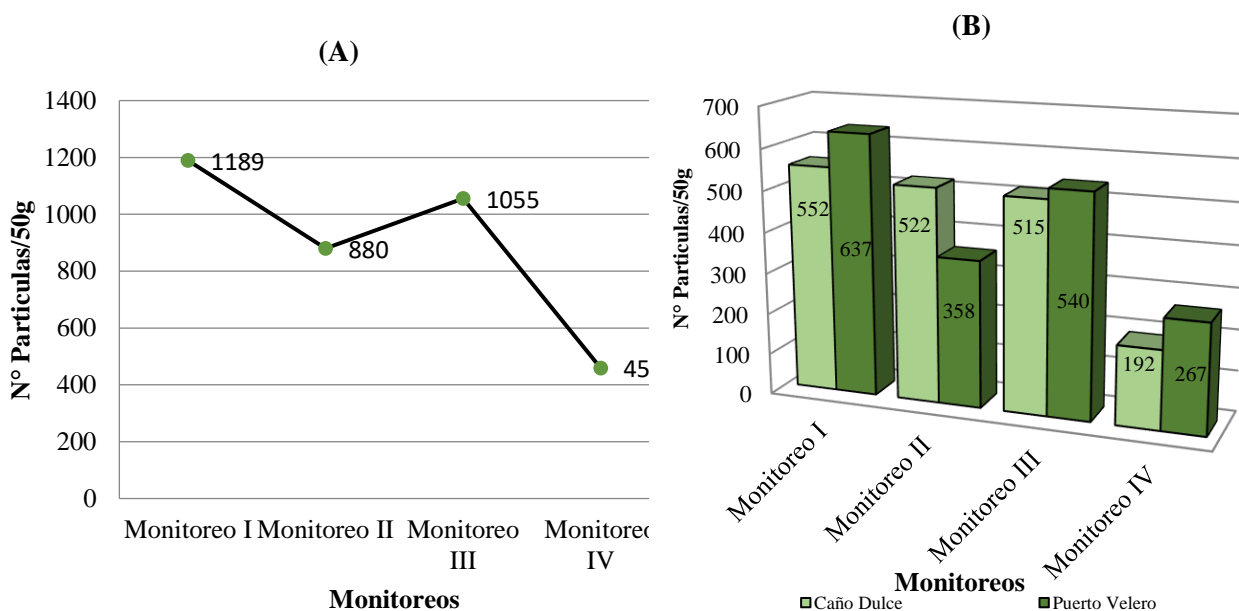 (A)
1400
1200
1000
800
600
400
200
0
N° Particulas/50g
1189
880
1055
45
Monitoreo I
Monitoreo II
Monitoreo
III
Monitoreo
IV
Monitoreos
(B)
700
600
500
400
300
200
100
0
N° Particulas/50g
552
637
522
358
515
540
192
267
Monitoreo I
Monitoreo II
Monitoreo III
Monitoreo IV
Monitoreos
Caño Dulce
Puerto Velero